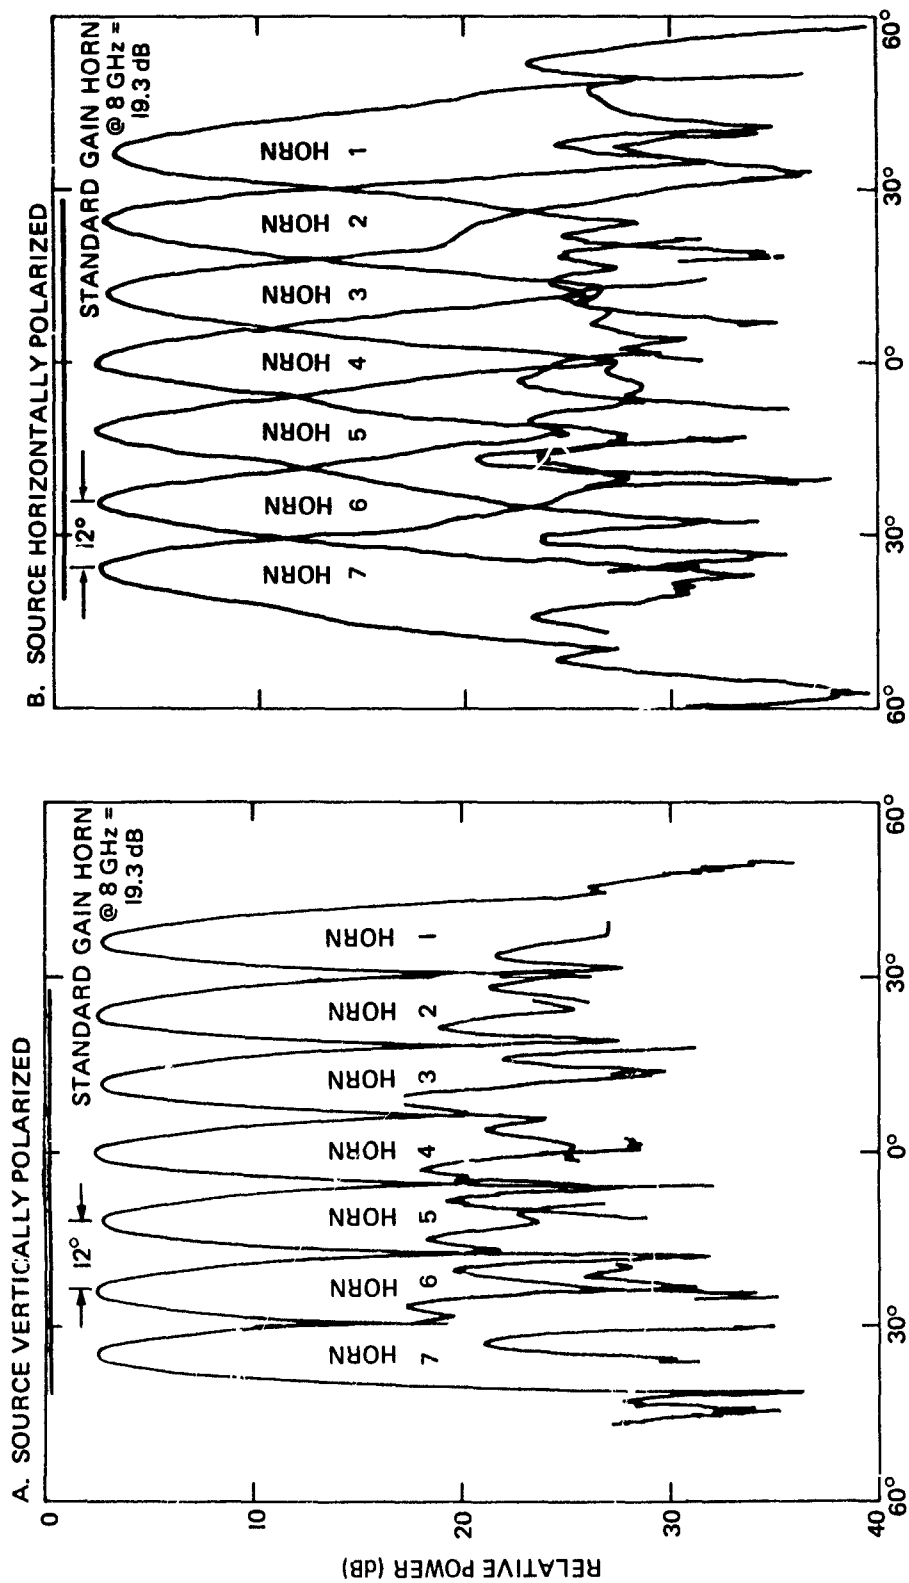 A. SOURCE VERTICALLY POLARIZED
STANDARD GAIN HORN
@ 8 GHz =
19.3 dB
12°
HORN 7
HORN 6
HORN 5
HORN 4
HORN 3
HORN 2
HORN 1
RELATIVE POWER (dB)
0
10
20
30
40
60°
30°
0°
30°
60°
B. SOURCE HORIZONTALLY POLARIZED
STANDARD GAIN HORN
@ 8 GHz =
19.3 dB
12°
HORN 7
HORN 6
HORN 5
HORN 4
HORN 3
HORN 2
HORN 1
60°
30°
0°
30°
60°